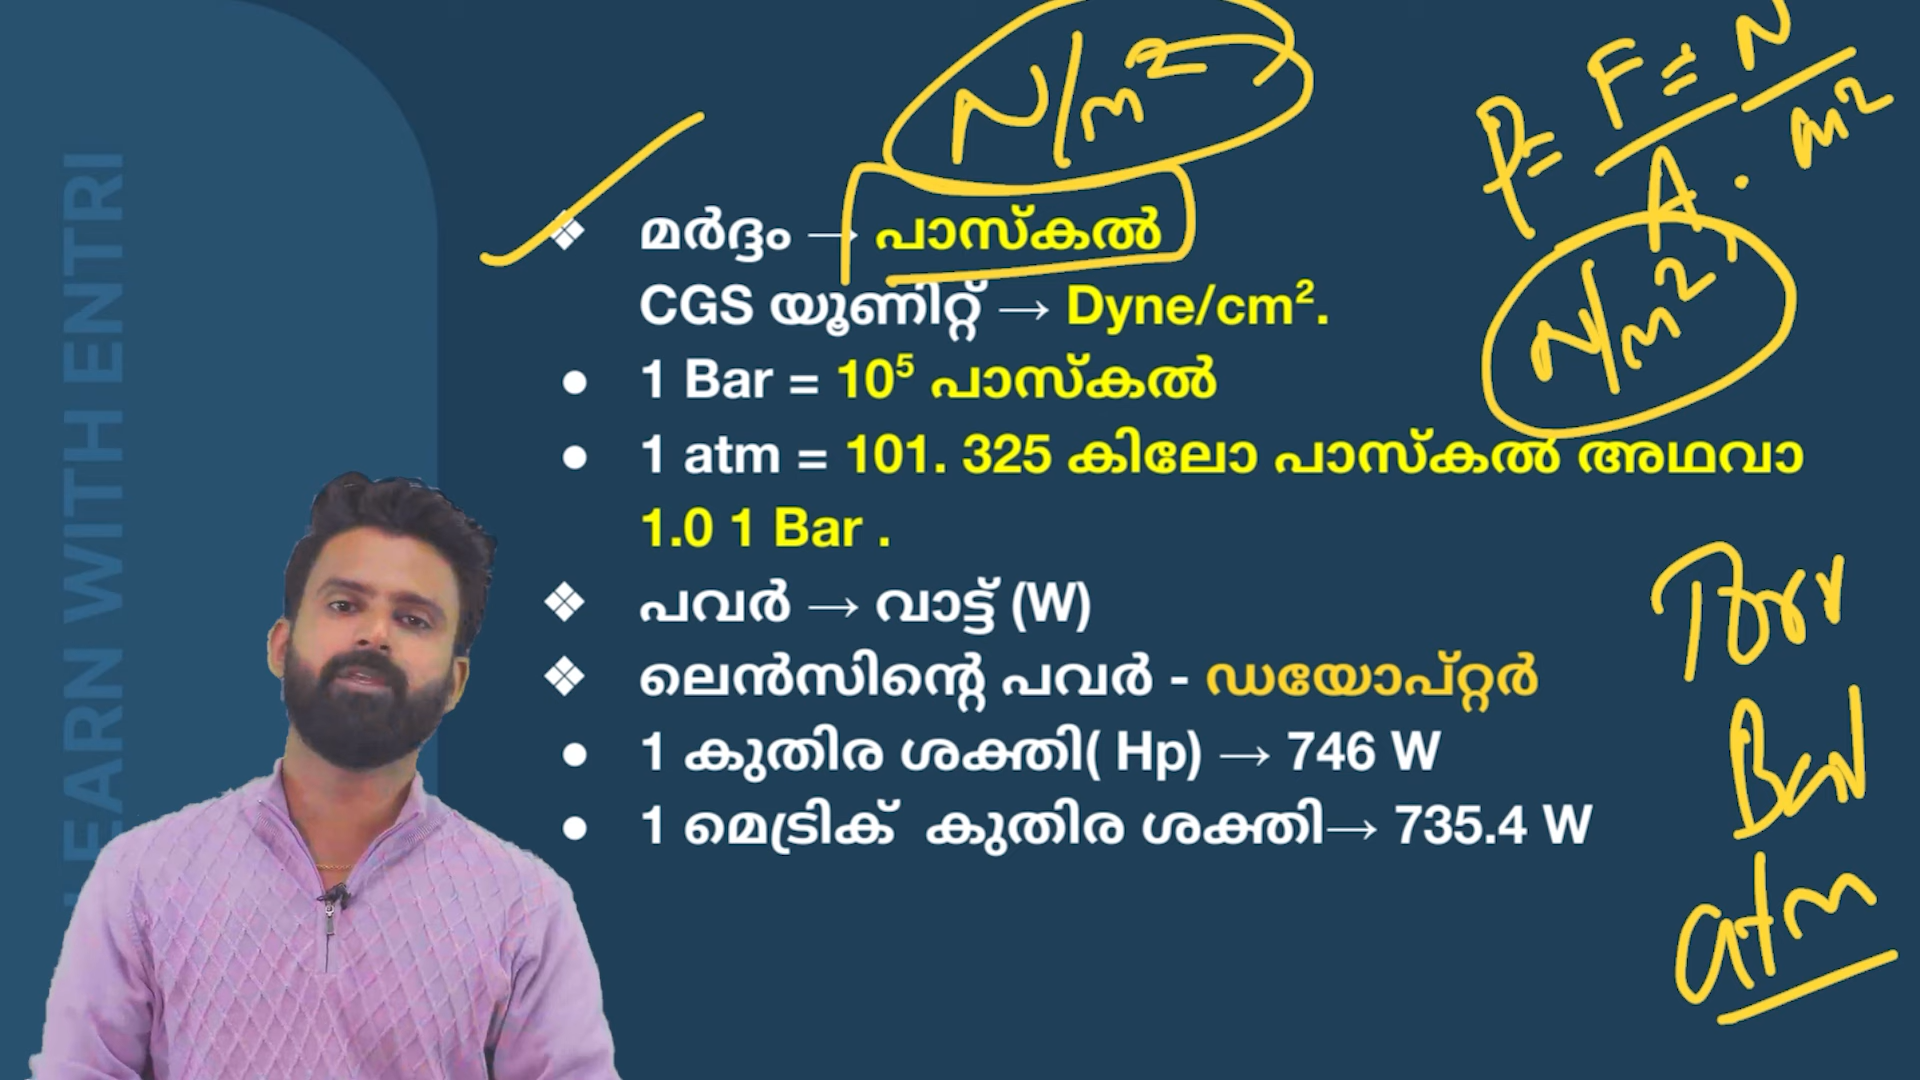 LEARN WITH ENTRI
N/m²
P = F/A = N/m²
N/m²
❖ മർദ്ദം → പാസ്കൽ
CGS യൂണിറ്റ് → Dyne/cm².
● 1 Bar = 10⁵ പാസ്കൽ
● 1 atm = 101. 325 കിലോ പാസ്കൽ അഥവാ
1.0 1 Bar .
❖ പവർ → വാട്ട് (W)
❖ ലെൻസിന്റെ പവർ - ഡയോപ്റ്റർ
● 1 കുതിര ശക്തി( Hp) → 746 W
● 1 മെട്രിക് കുതിര ശക്തി→ 735.4 W
Torr
Bar
atm